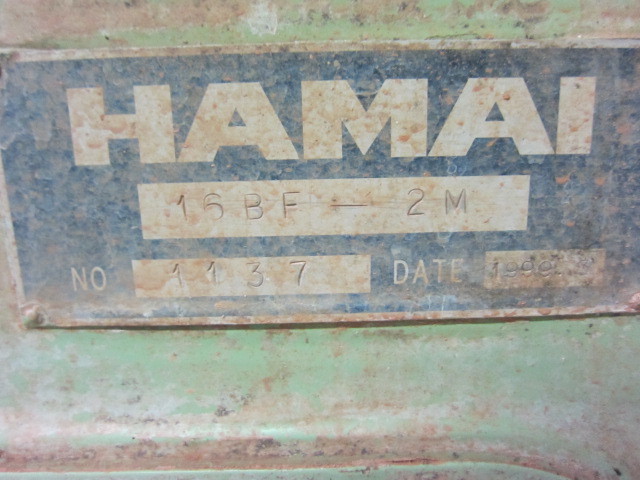 HAMAI
16BF-2M
NO 1137 DATE